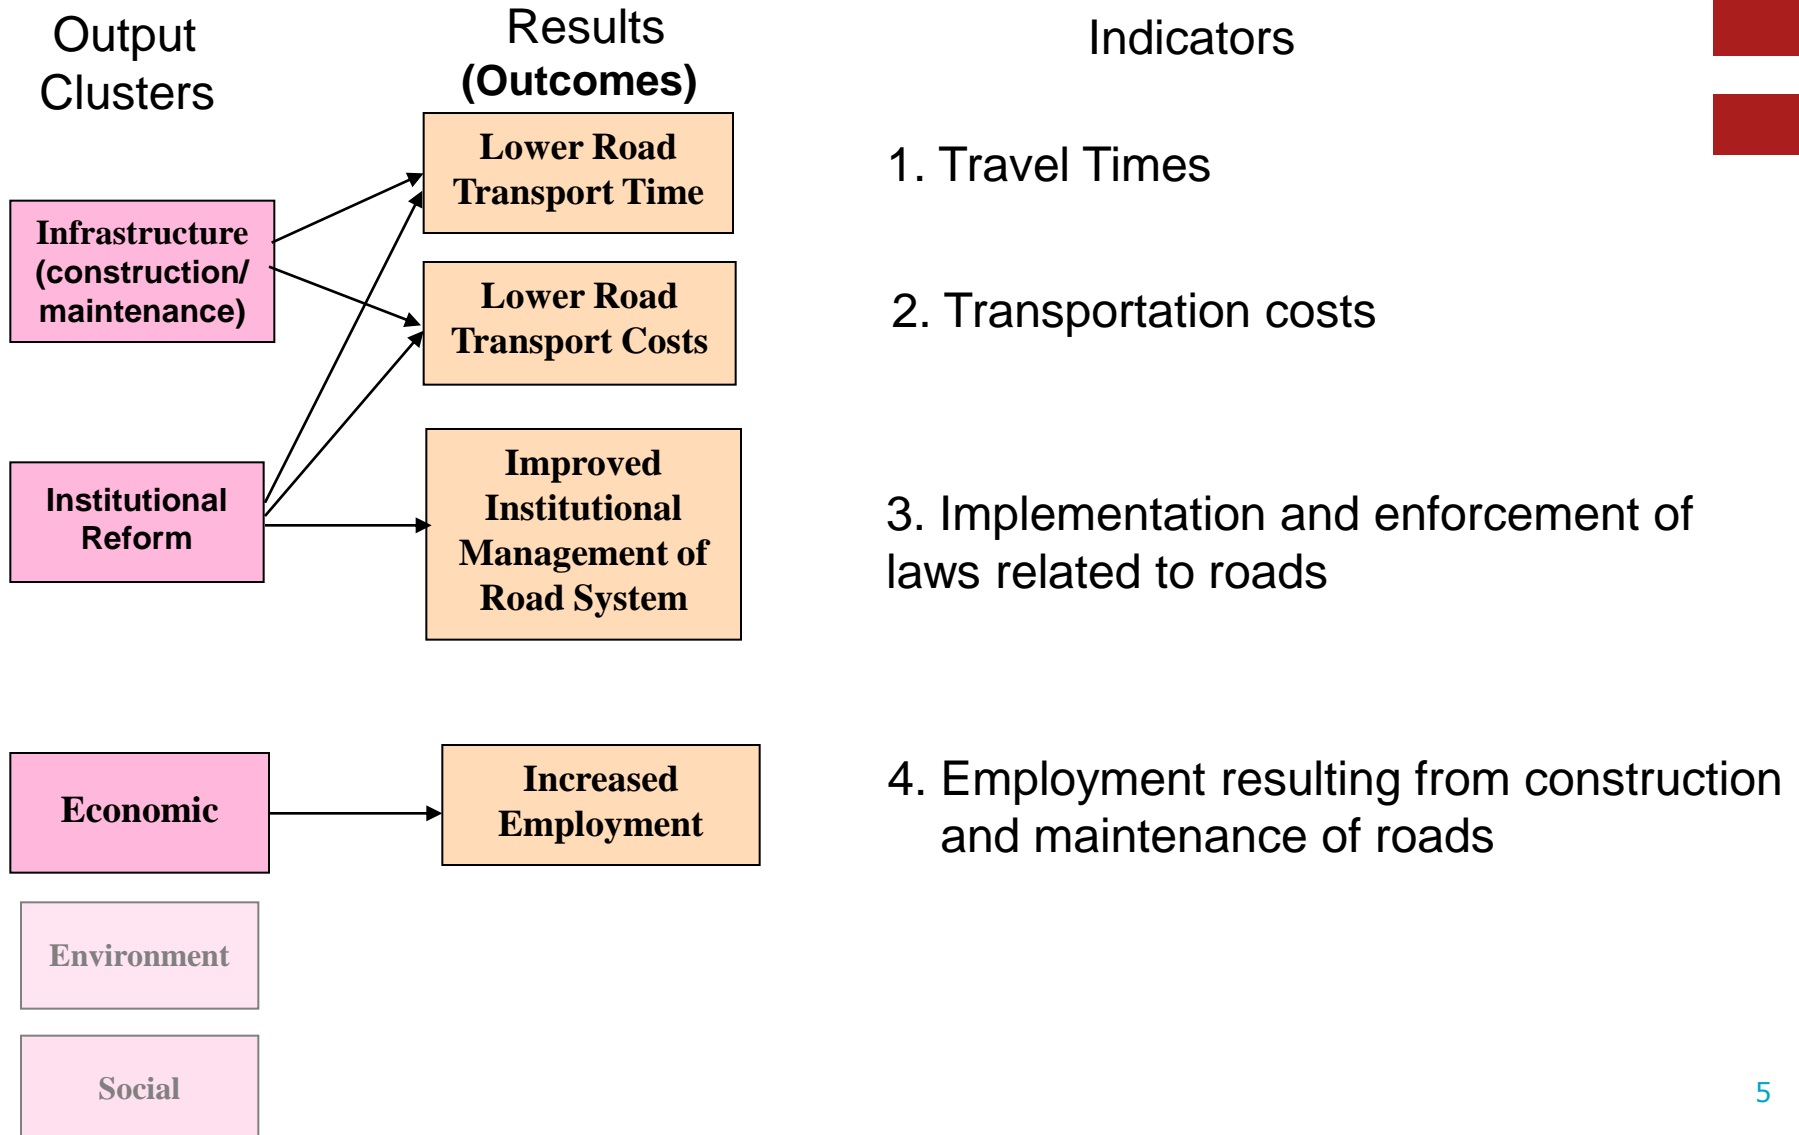 Output
Clusters
Results
(Outcomes)
Indicators
Lower Road
Transport Time
1. Travel Times
Infrastructure
(construction/
maintenance)
Lower Road
Transport Costs
2. Transportation costs
Institutional
Reform
Improved
Institutional
Management of
Road System
3. Implementation and enforcement of
laws related to roads
Economic
Increased
Employment
4. Employment resulting from construction
and maintenance of roads
Environment
Social
5